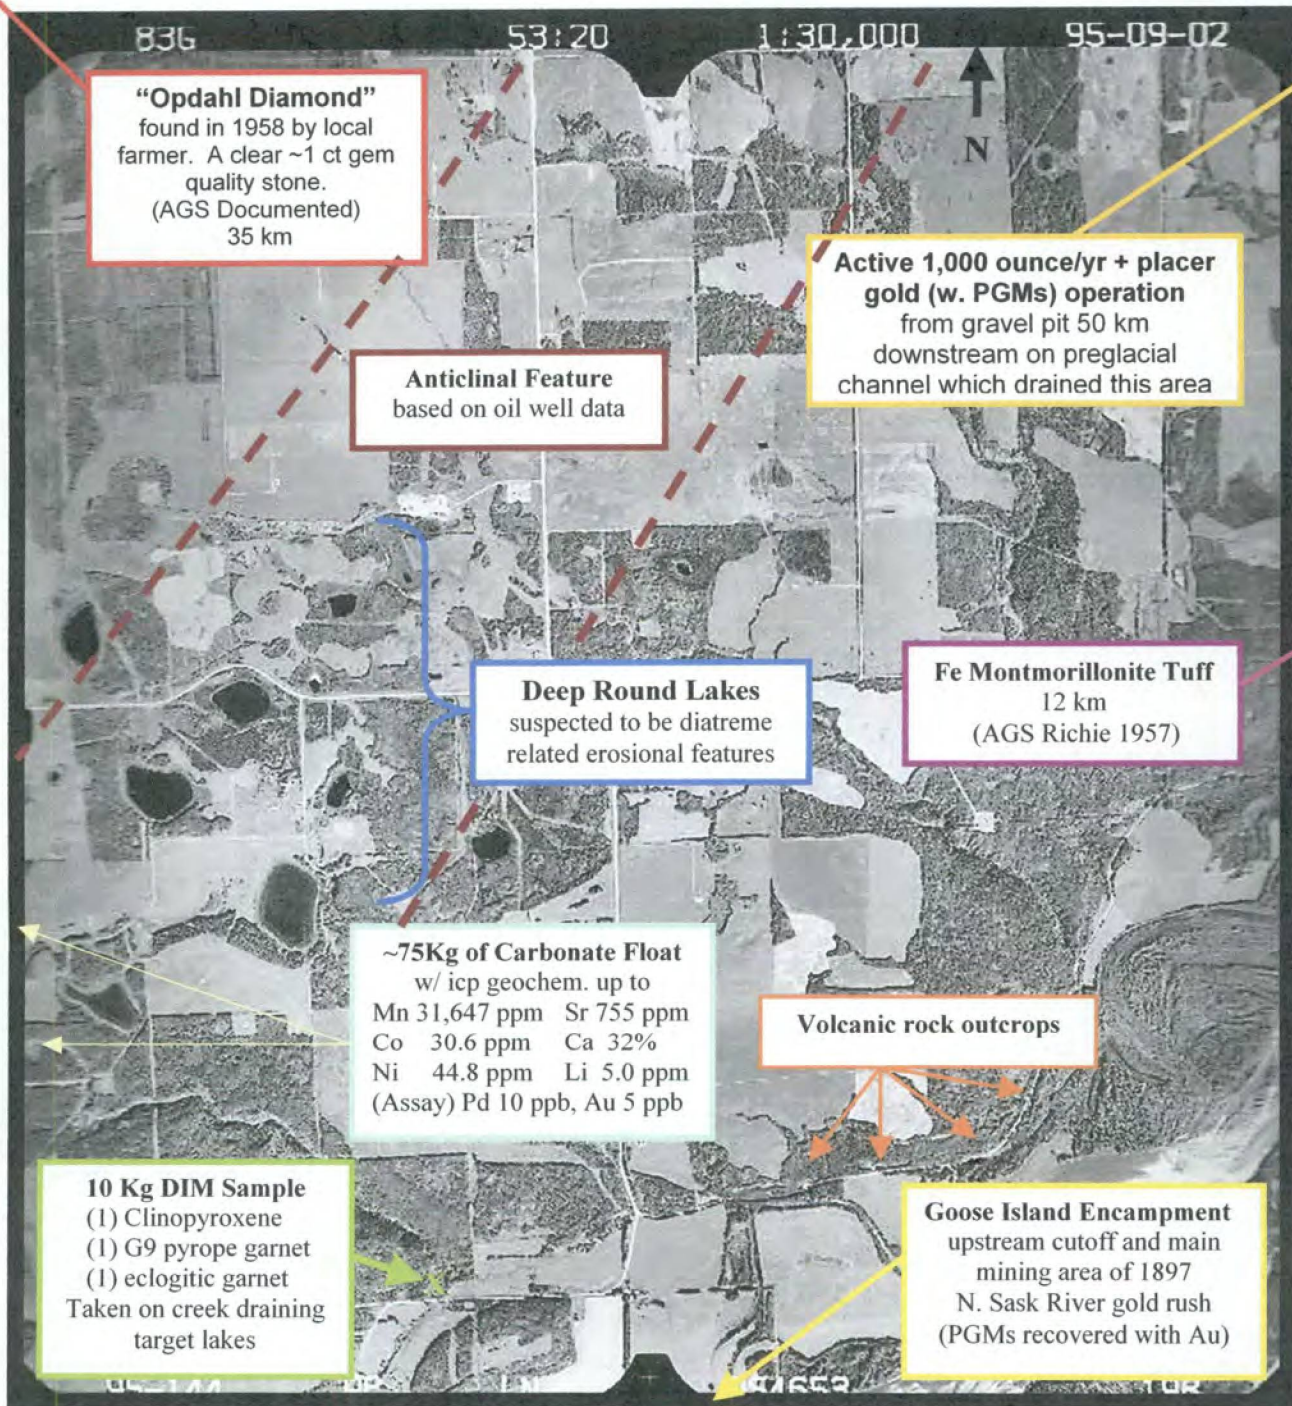 83G 53:20 1:30,000 95-09-02
"Opdahl Diamond"
found in 1958 by local
farmer. A clear ~1 ct gem
quality stone.
(AGS Documented)
35 km
N
Active 1,000 ounce/yr + placer
gold (w. PGMs) operation
from gravel pit 50 km
downstream on preglacial
channel which drained this area
Anticlinal Feature
based on oil well data
Deep Round Lakes
suspected to be diatreme
related erosional features
Fe Montmorillonite Tuff
12 km
(AGS Richie 1957)
~75Kg of Carbonate Float
w/ icp geochem. up to
Mn 31,647 ppm Sr 755 ppm
Co 30.6 ppm Ca 32%
Ni 44.8 ppm Li 5.0 ppm
(Assay) Pd 10 ppb, Au 5 ppb
Volcanic rock outcrops
10 Kg DIM Sample
(1) Clinopyroxene
(1) G9 pyrope garnet
(1) eclogitic garnet
Taken on creek draining
target lakes
X
Goose Island Encampment
upstream cutoff and main
mining area of 1897
N. Sask River gold rush
(PGMs recovered with Au)